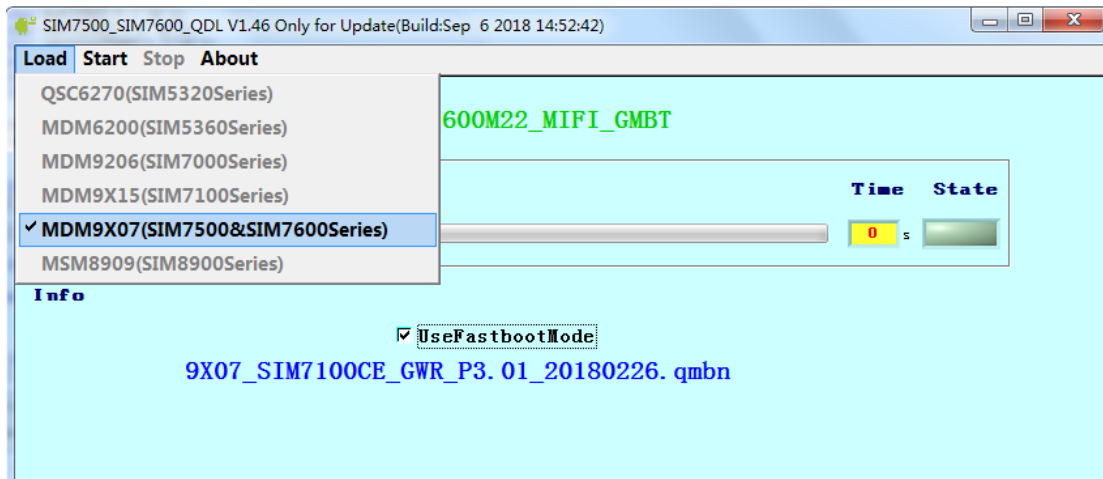 SIM7500_SIM7600_QDL V1.46 Only for Update(Build:Sep  6 2018 14:52:42)
Load Start Stop About
QSC6270(SIM5320Series)
MDM6200(SIM5360Series)
MDM9206(SIM7000Series)
MDM9X15(SIM7100Series)
MDM9X07(SIM7500&SIM7600Series)
MSM8909(SIM8900Series)
600M22_MIFI_GMBT
Time State
0 s
Info
UseFastbootMode
9X07_SIM7100CE_GWR_P3.01_20180226.qmbn